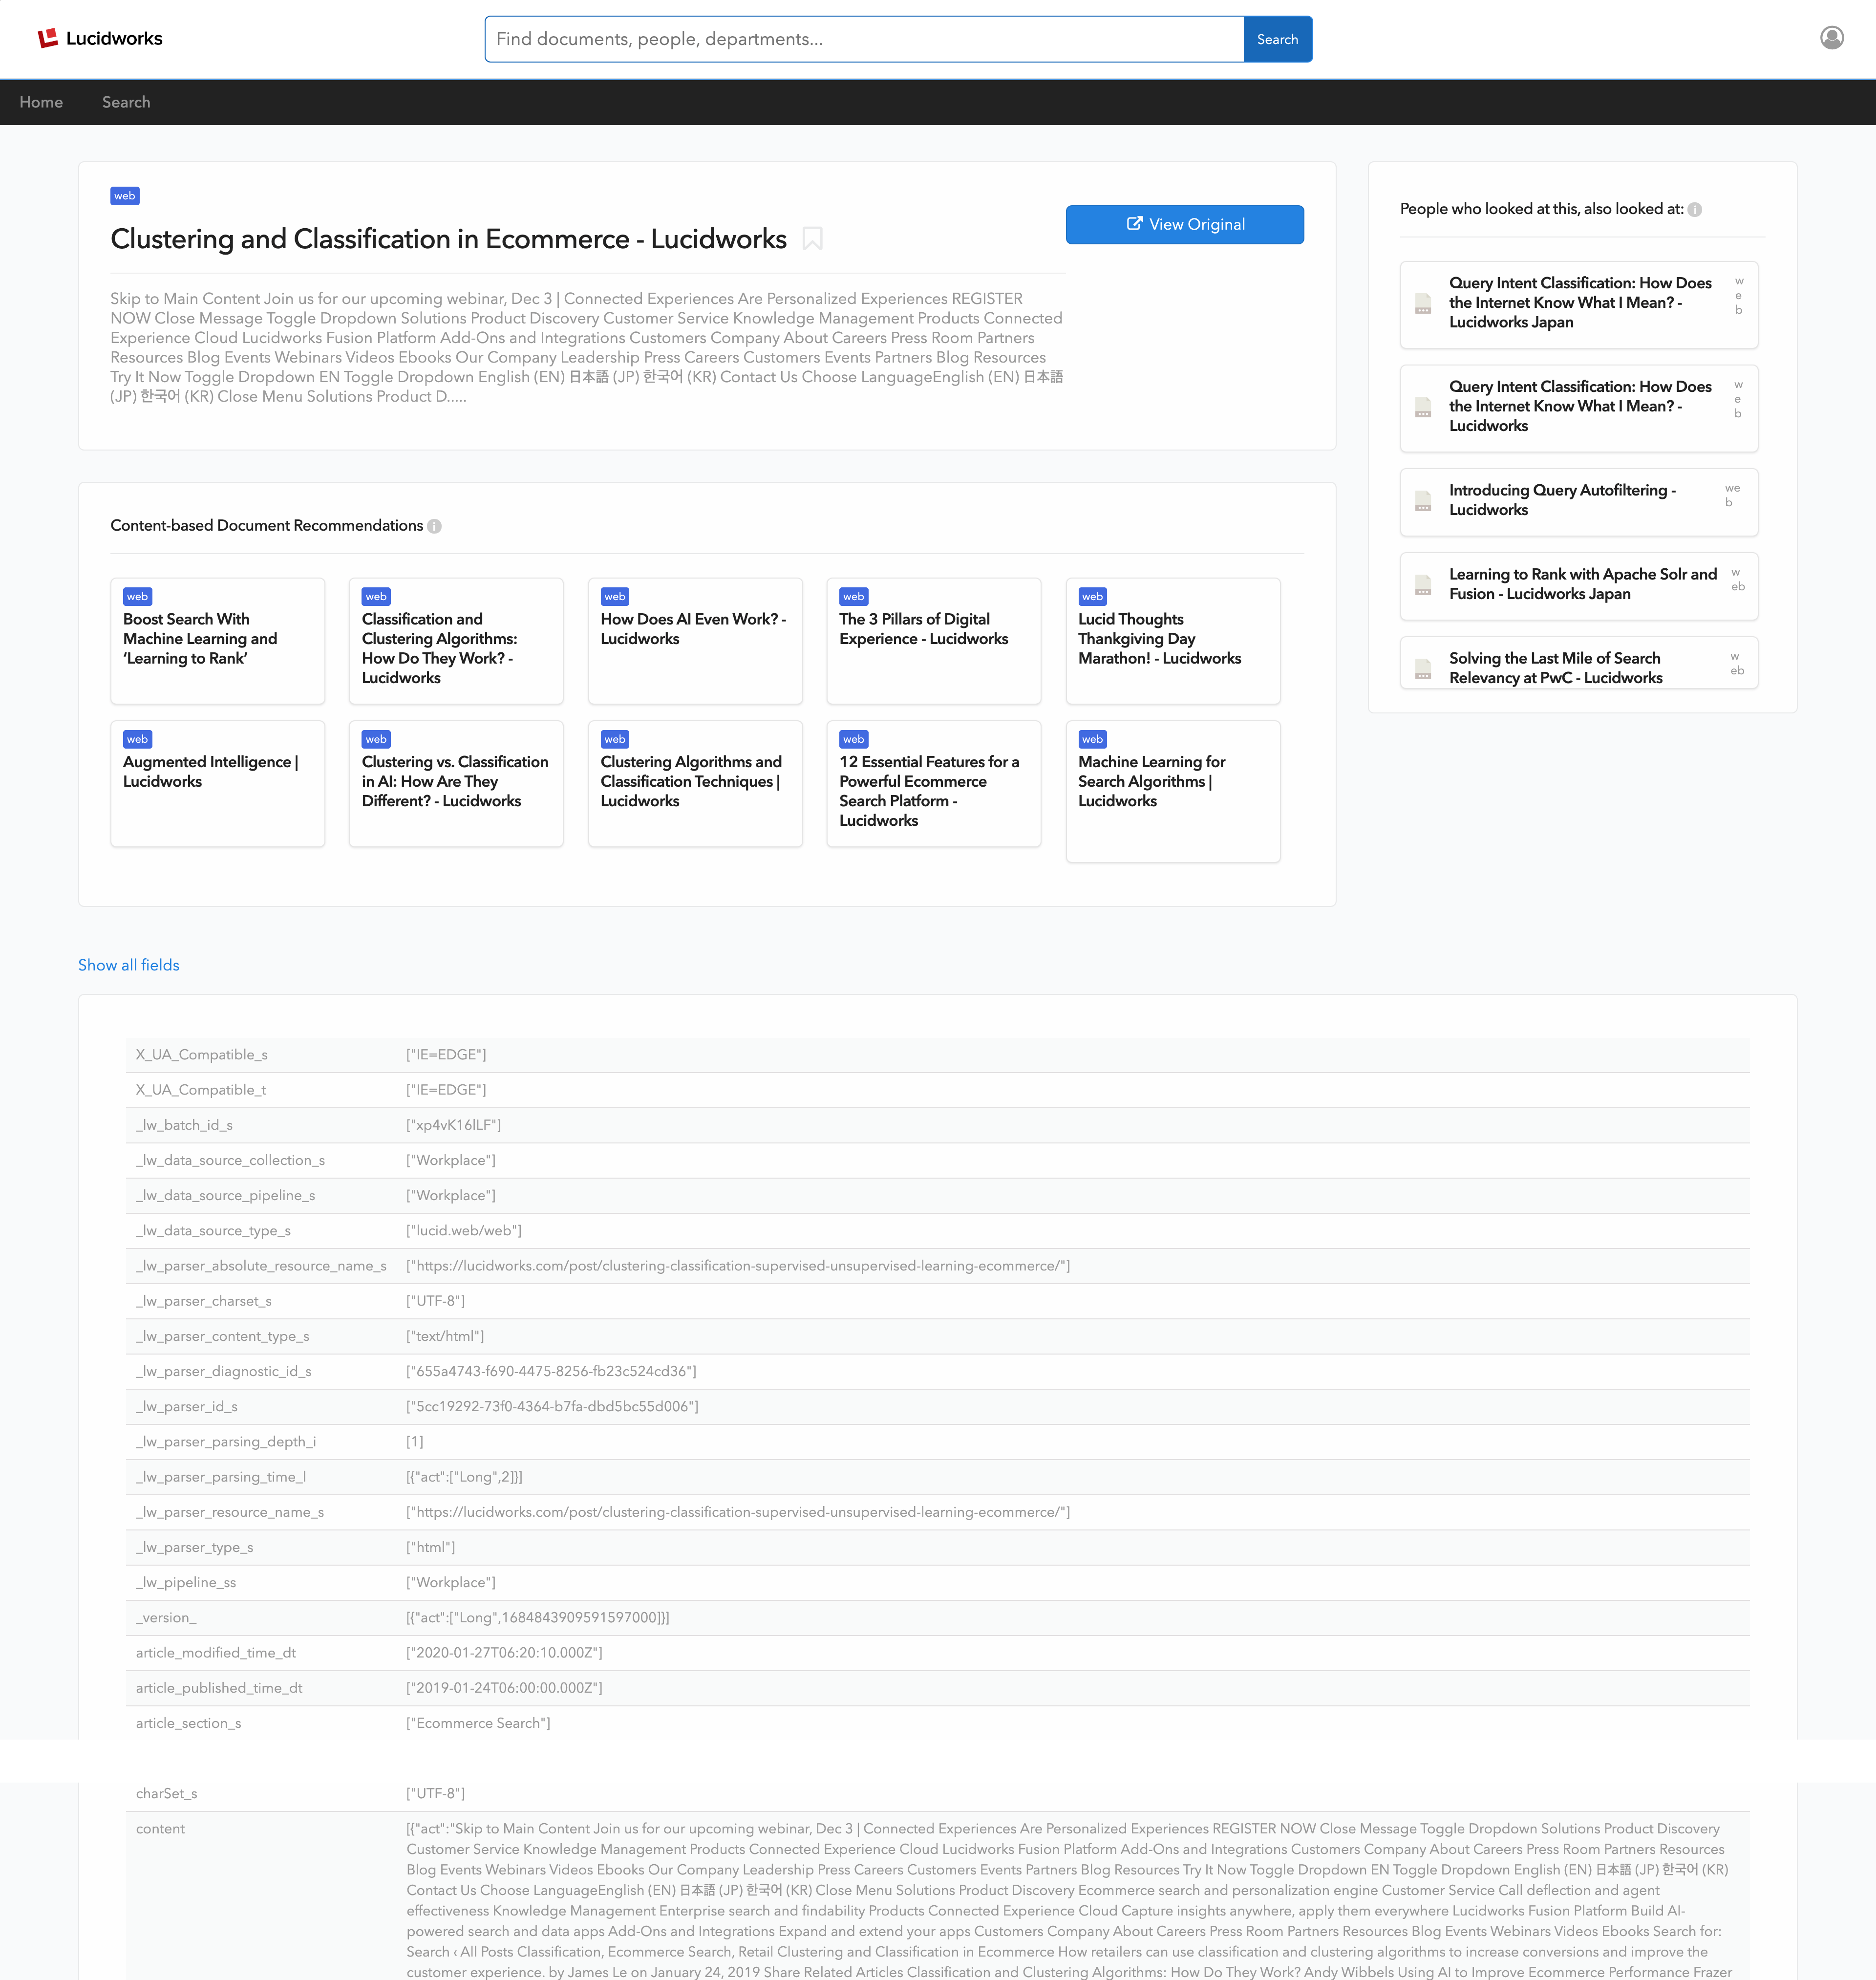 Lucidworks
Find documents, people, departments...
Search
Home
Search
web
Clustering and Classification in Ecommerce - Lucidworks
View Original
Skip to Main Content Join us for our upcoming webinar, Dec 3 | Connected Experiences Are Personalized Experiences REGISTER
NOW Close Message Toggle Dropdown Solutions Product Discovery Customer Service Knowledge Management Products Connected
Experience Cloud Lucidworks Fusion Platform Add-Ons and Integrations Customers Company About Careers Press Room Partners
Resources Blog Events Webinars Videos Ebooks Our Company Leadership Press Careers Customers Events Partners Blog Resources
Try It Now Toggle Dropdown EN Toggle Dropdown English (EN) 日本語 (JP) 한국어 (KR) Contact Us Choose LanguageEnglish (EN) 日本語
(JP) 한국어 (KR) Close Menu Solutions Product D.....
People who looked at this, also looked at:
Query Intent Classification: How Does
the Internet Know What I Mean? -
Lucidworks Japan
w
e
b
Query Intent Classification: How Does
the Internet Know What I Mean? -
Lucidworks
w
e
b
Introducing Query Autofiltering -
Lucidworks
we
b
Learning to Rank with Apache Solr and
Fusion - Lucidworks Japan
w
eb
Solving the Last Mile of Search
Relevancy at PwC - Lucidworks
w
eb
Content-based Document Recommendations
web
Boost Search With
Machine Learning and
‘Learning to Rank’
web
Classification and
Clustering Algorithms:
How Do They Work? -
Lucidworks
web
How Does AI Even Work? -
Lucidworks
web
The 3 Pillars of Digital
Experience - Lucidworks
web
Lucid Thoughts
Thankgiving Day
Marathon! - Lucidworks
web
Augmented Intelligence |
Lucidworks
web
Clustering vs. Classification
in AI: How Are They
Different? - Lucidworks
web
Clustering Algorithms and
Classification Techniques |
Lucidworks
web
12 Essential Features for a
Powerful Ecommerce
Search Platform -
Lucidworks
web
Machine Learning for
Search Algorithms |
Lucidworks
Show all fields
X_UA_Compatible_s ["IE=EDGE"]
X_UA_Compatible_t ["IE=EDGE"]
_lw_batch_id_s ["xp4vK16lLF"]
_lw_data_source_collection_s ["Workplace"]
_lw_data_source_pipeline_s ["Workplace"]
_lw_data_source_type_s ["lucid.web/web"]
_lw_parser_absolute_resource_name_s ["https://lucidworks.com/post/clustering-classification-supervised-unsupervised-learning-ecommerce/"]
_lw_parser_charset_s ["UTF-8"]
_lw_parser_content_type_s ["text/html"]
_lw_parser_diagnostic_id_s ["655a4743-f690-4475-8256-fb23c524cd36"]
_lw_parser_id_s ["5cc19292-73f0-4364-b7fa-dbd5bc55d006"]
_lw_parser_parsing_depth_i [1]
_lw_parser_parsing_time_l [{"act":["Long",2]}]
_lw_parser_resource_name_s ["https://lucidworks.com/post/clustering-classification-supervised-unsupervised-learning-ecommerce/"]
_lw_parser_type_s ["html"]
_lw_pipeline_ss ["Workplace"]
_version_ [{"act":["Long",1684843909591597000]}]
article_modified_time_dt ["2020-01-27T06:20:10.000Z"]
article_published_time_dt ["2019-01-24T06:00:00.000Z"]
article_section_s ["Ecommerce Search"]
charSet_s ["UTF-8"]
content [{"act":"Skip to Main Content Join us for our upcoming webinar, Dec 3 | Connected Experiences Are Personalized Experiences REGISTER NOW Close Message Toggle Dropdown Solutions Product Discovery
Customer Service Knowledge Management Products Connected Experience Cloud Lucidworks Fusion Platform Add-Ons and Integrations Customers Company About Careers Press Room Partners Resources
Blog Events Webinars Videos Ebooks Our Company Leadership Press Careers Customers Events Partners Blog Resources Try It Now Toggle Dropdown EN Toggle Dropdown English (EN) 日本語 (JP) 한국어 (KR)
Contact Us Choose LanguageEnglish (EN) 日本語 (JP) 한국어 (KR) Close Menu Solutions Product Discovery Ecommerce search and personalization engine Customer Service Call deflection and agent
effectiveness Knowledge Management Enterprise search and findability Products Connected Experience Cloud Capture insights anywhere, apply them everywhere Lucidworks Fusion Platform Build AI-
powered search and data apps Add-Ons and Integrations Expand and extend your apps Customers Company About Careers Press Room Partners Resources Blog Events Webinars Videos Ebooks Search for:
Search ‹ All Posts Classification, Ecommerce Search, Retail Clustering and Classification in Ecommerce How retailers can use classification and clustering algorithms to increase conversions and improve the
customer experience. by James Le on January 24, 2019 Share Related Articles Classification and Clustering Algorithms: How Do They Work? Andy Wibbels Using AI to Improve Ecommerce Performance Frazer